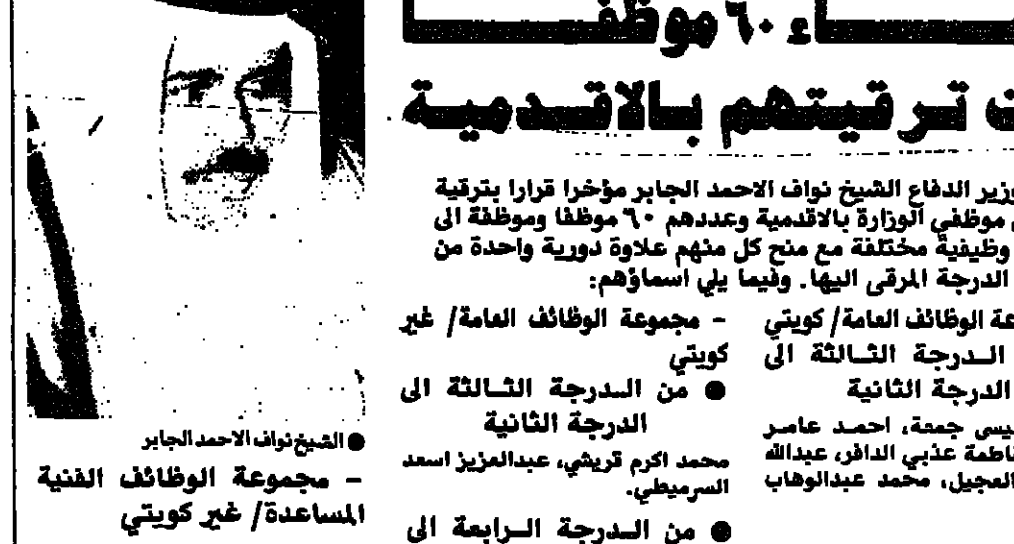 ـاء ٦٠ موظفـــا
ترقيتهم بالاقدمية
وزير الدفاع الشيخ نواف الاحمد الجابر مؤخرا قرارا بترقية
موظفي الوزارة بالاقدمية وعددهم ٦٠ موظفا وموظفة الى
وظيفية مختلفة مع منح كل منهم علاوة دورية واحدة من
الدرجة المرقى اليها. وفيما يلي اسماؤهم:
عة الوظائف العامة/ كويتي
الدرجة الثالثة الى
الدرجة الثانية
يسى جمعة، احمد عامر
اطمة عذبي الدافر، عبدالله
العجيل، محمد عبدالوهاب
– مجموعة الوظائف العامة/ غير
كويتي
● من الدرجة الثالثة الى
الدرجة الثانية
محمد اكرم قريشي، عبدالعزيز اسعد
السرميطي.
● من الدرجة الرابعة الى
● الشيخ نواف الاحمد الجابر
– مجموعة الوظائف الفنية
المساعدة/ غير كويتي